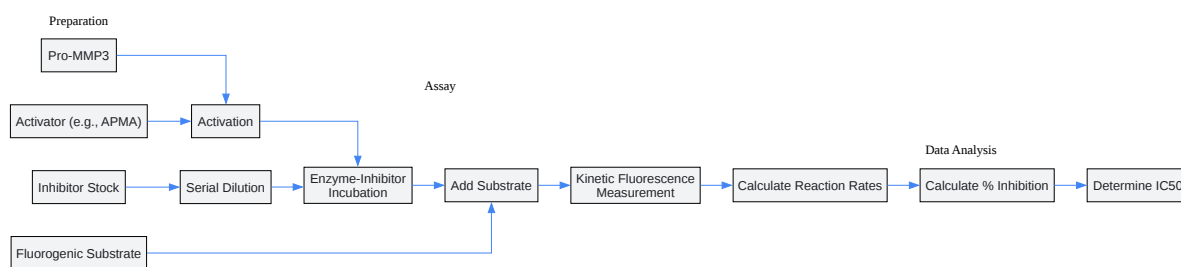 Preparation
Pro-MMP3
Assay
Activator (e.g., APMA)
Activation
Data Analysis
Inhibitor Stock
Serial Dilution
Enzyme-Inhibitor
Incubation
Add Substrate
Kinetic Fluorescence
Measurement
Calculate Reaction Rates
Calculate % Inhibition
Determine IC50
Fluorogenic Substrate